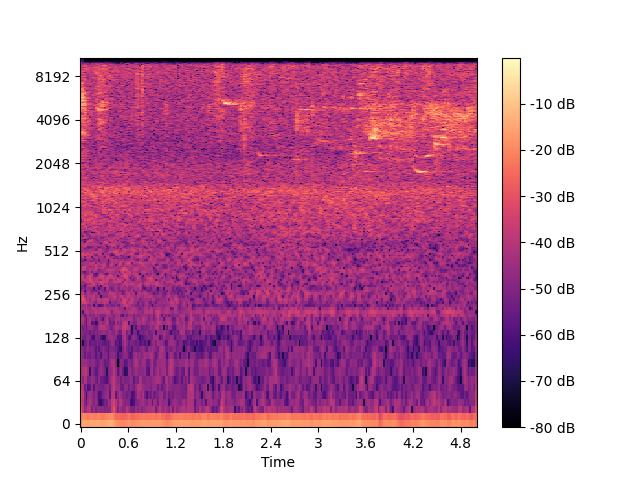 8192
4096
2048
1024
512
256
128
64
0
Hz
0 0.6 1.2 1.8 2.4 3 3.6 4.2 4.8
Time
-10 dB
-20 dB
-30 dB
-40 dB
-50 dB
-60 dB
-70 dB
-80 dB